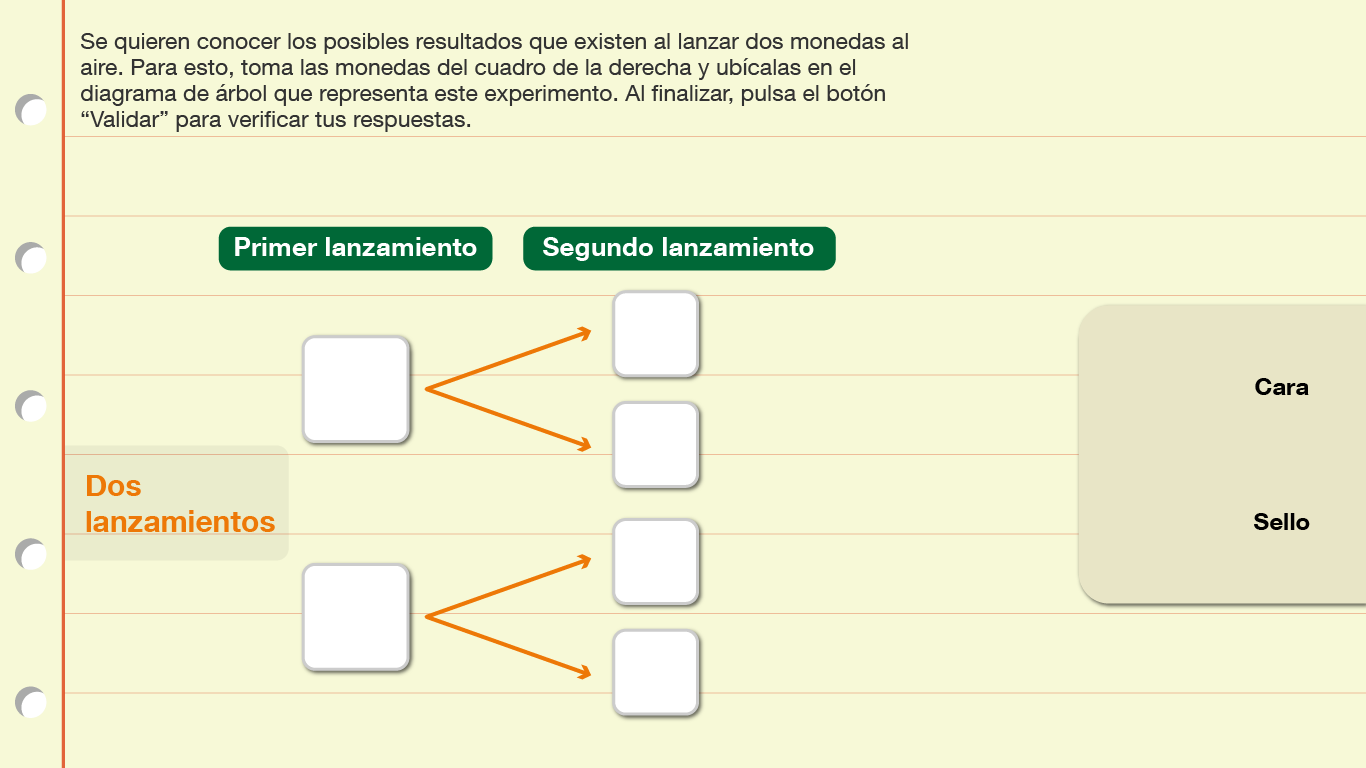 Se quieren conocer los posibles resultados que existen al lanzar dos monedas al
aire. Para esto, toma las monedas del cuadro de la derecha y ubícalas en el
diagrama de árbol que representa este experimento. Al finalizar, pulsa el botón
“Validar” para verificar tus respuestas.
Primer lanzamiento
Segundo lanzamiento
Cara
Dos
lanzamientos
Sello